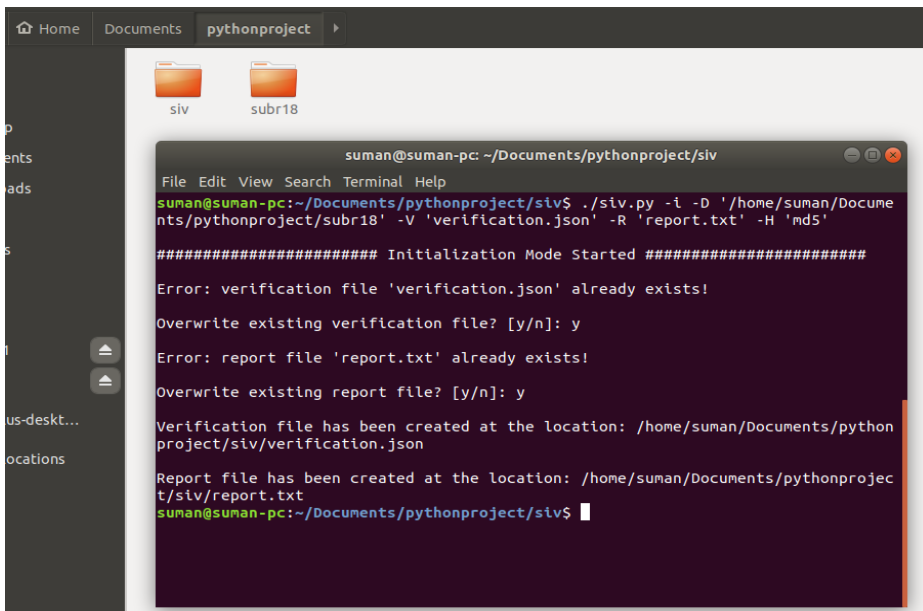 Home Documents pythonproject
siv subr18
p
ents
oads
s
us-deskt...
ocations
suman@suman-pc: ~/Documents/pythonproject/siv
File Edit View Search Terminal Help
suman@suman-pc:~/Documents/pythonproject/siv$ ./siv.py -i -D '/home/suman/Docume
nts/pythonproject/subr18' -V 'verification.json' -R 'report.txt' -H 'md5'
######################## Initialization Mode Started ########################
Error: verification file 'verification.json' already exists!
Overwrite existing verification file? [y/n]: y
Error: report file 'report.txt' already exists!
Overwrite existing report file? [y/n]: y
Verification file has been created at the location: /home/suman/Documents/python
project/siv/verification.json
Report file has been created at the location: /home/suman/Documents/pythonprojec
t/siv/report.txt
suman@suman-pc:~/Documents/pythonproject/siv$